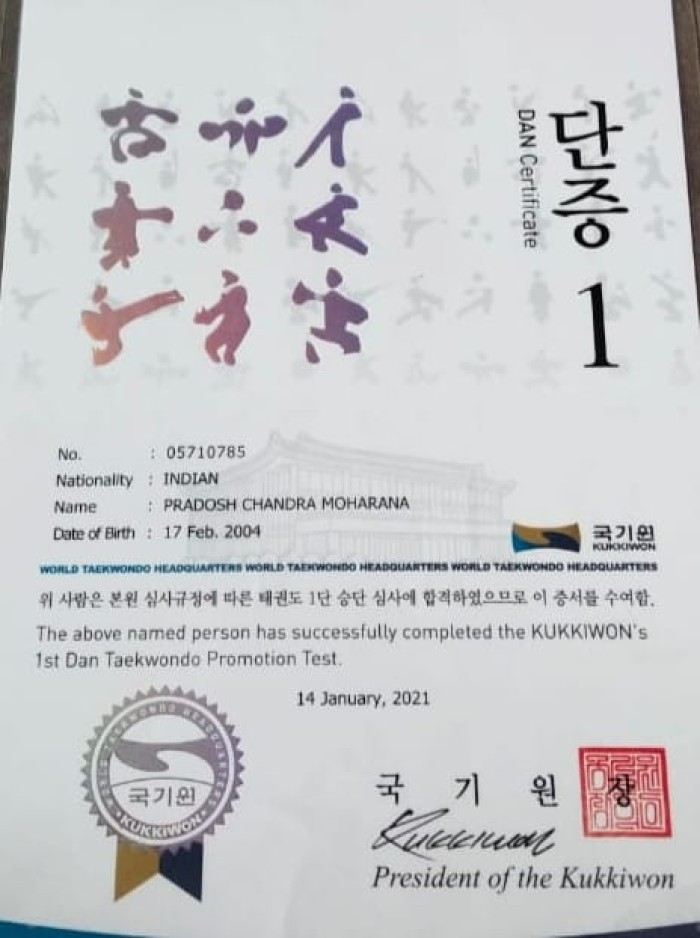 단증
DAN Certificate
1
No. : 05710785
Nationality : INDIAN
Name : PRADOSH CHANDRA MOHARANA
Date of Birth : 17 Feb. 2004
국기원
KUKKIWON
WORLD TAEKWONDO HEADQUARTERS WORLD TAEKWONDO HEADQUARTERS WORLD TAEKWONDO HEADQUARTERS
위 사람은 본원 심사규정에 따른 태권도 1단 승단 심사에 합격하였으므로 이 증서를 수여함.
The above named person has successfully completed the KUKKIWON's
1st Dan Taekwondo Promotion Test.
14 January, 2021
WORLD TAEKWONDO HEADQUARTERS
국기원
KUKKIWON
국 기 원 장
Kukkiwon
President of the Kukkiwon